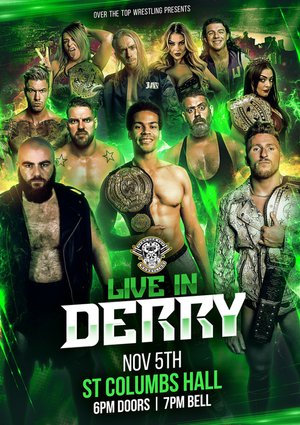 OVER THE TOP WRESTLING PRESENTS
LIVE IN
DERRY
NOV 5TH
ST COLUMBS HALL
6PM DOORS | 7PM BELL